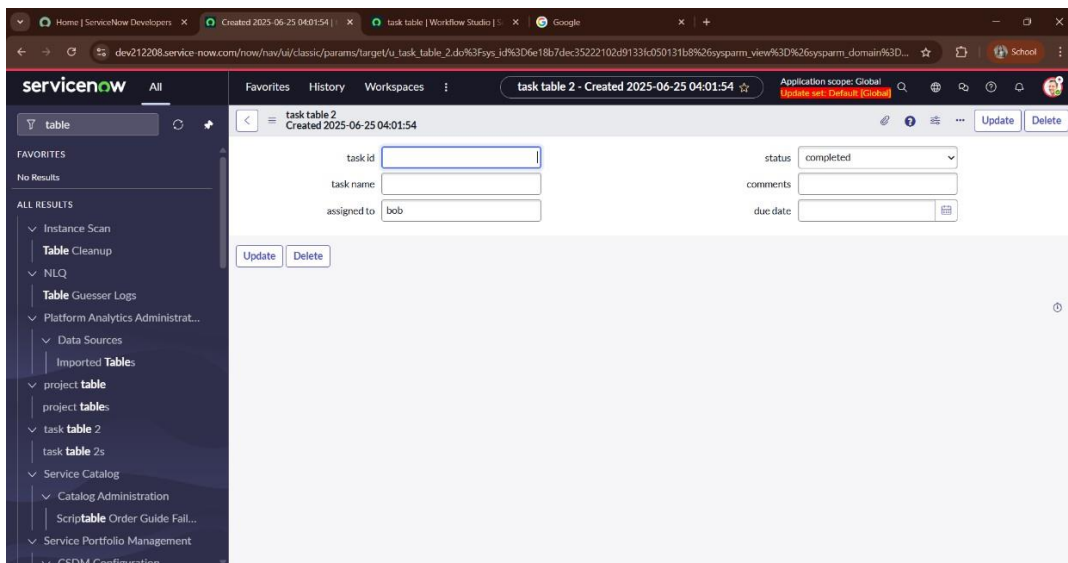 Home | ServiceNow Developers
Created 2025-06-25 04:01:54 |
task table | Workflow Studio | S
Google
dev212208.service-now.com/now/nav/ui/classic/params/target/u_task_table_2.do%3Fsys_id%3D6e18b7dec35222102d9133fc050131b8%26sysparm_view%3D%26sysparm_domain%3D...
School
servicenow All Favorites History Workspaces task table 2 - Created 2025-06-25 04:01:54
Application scope: Global
Update set: Default [Global]
table
task table 2
Created 2025-06-25 04:01:54
Update Delete
FAVORITES
No Results
ALL RESULTS
Instance Scan
Table Cleanup
NLQ
Table Guesser Logs
Platform Analytics Administrat...
Data Sources
Imported Tables
project table
project tables
task table 2
task table 2s
Service Catalog
Catalog Administration
Scriptable Order Guide Fail...
Service Portfolio Management
CSDM Configuration
task id
status completed
task name
comments
assigned to bob
due date
Update Delete